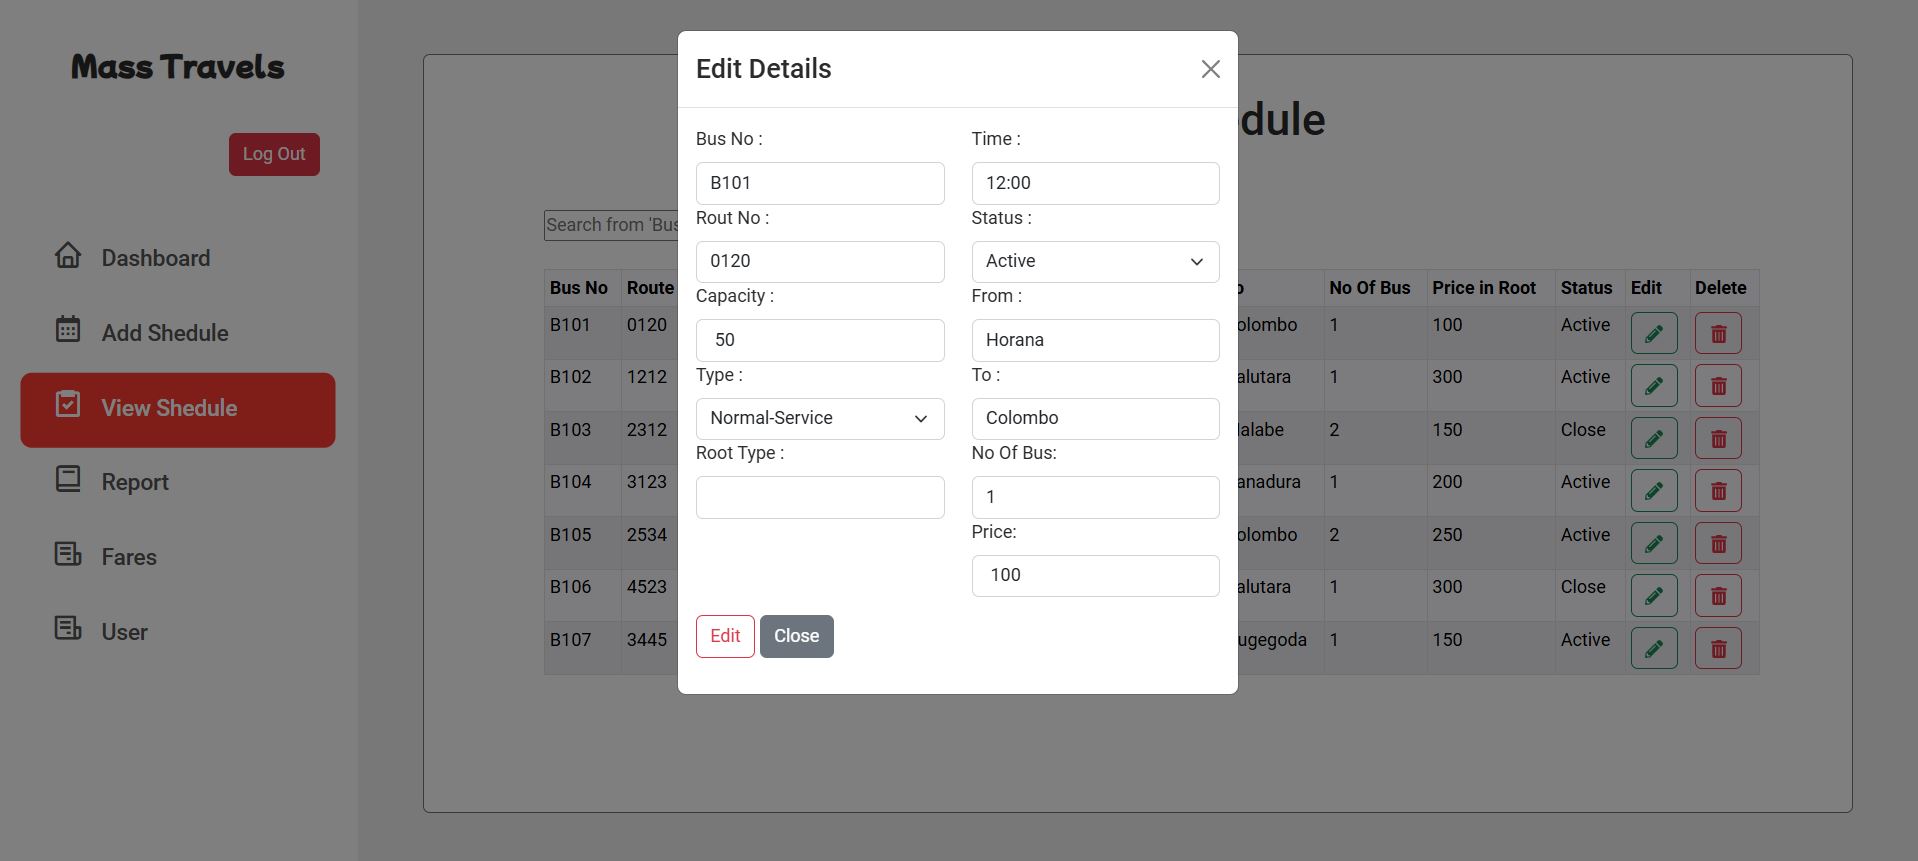 Mass Travels
Log Out
Dashboard
Add Shedule
View Shedule
Report
Fares
User
Edit Details
Bus No :
B101
Rout No :
0120
Capacity :
50
Type :
Normal-Service
Root Type :
Time :
12:00
Status :
Active
From :
Horana
To :
Colombo
No Of Bus:
1
Price:
100
Edit Close
dule
Search from 'Bus
Bus No Route No Of Bus Price in Root Status Edit Delete
B101 0120 olombo 1 100 Active
B102 1212 alutara 1 300 Active
B103 2312 alabe 2 150 Close
B104 3123 anadura 1 200 Active
B105 2534 olombo 2 250 Active
B106 4523 alutara 1 300 Close
B107 3445 ugegoda 1 150 Active